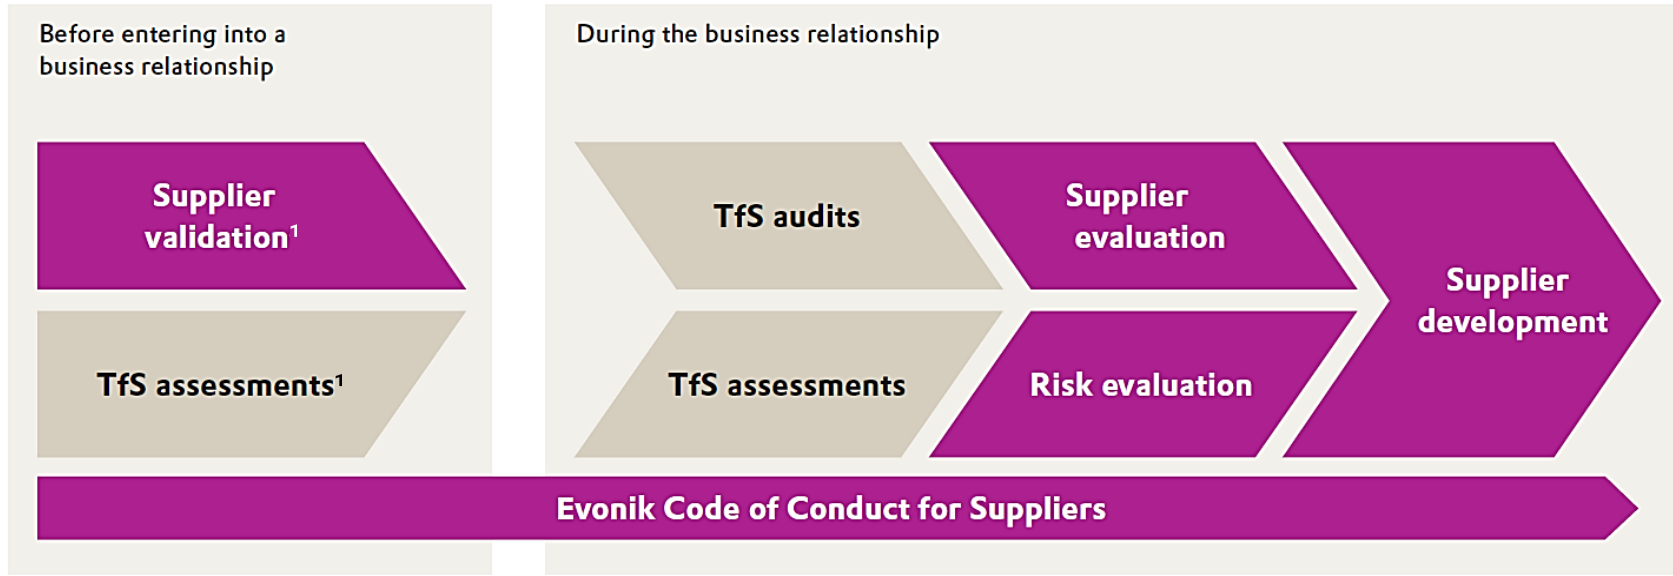 Before entering into a
business relationship
During the business relationship
Supplier
validation¹
TfS assessments¹
TfS audits
TfS assessments
Supplier
evaluation
Risk evaluation
Supplier
development
Evonik Code of Conduct for Suppliers